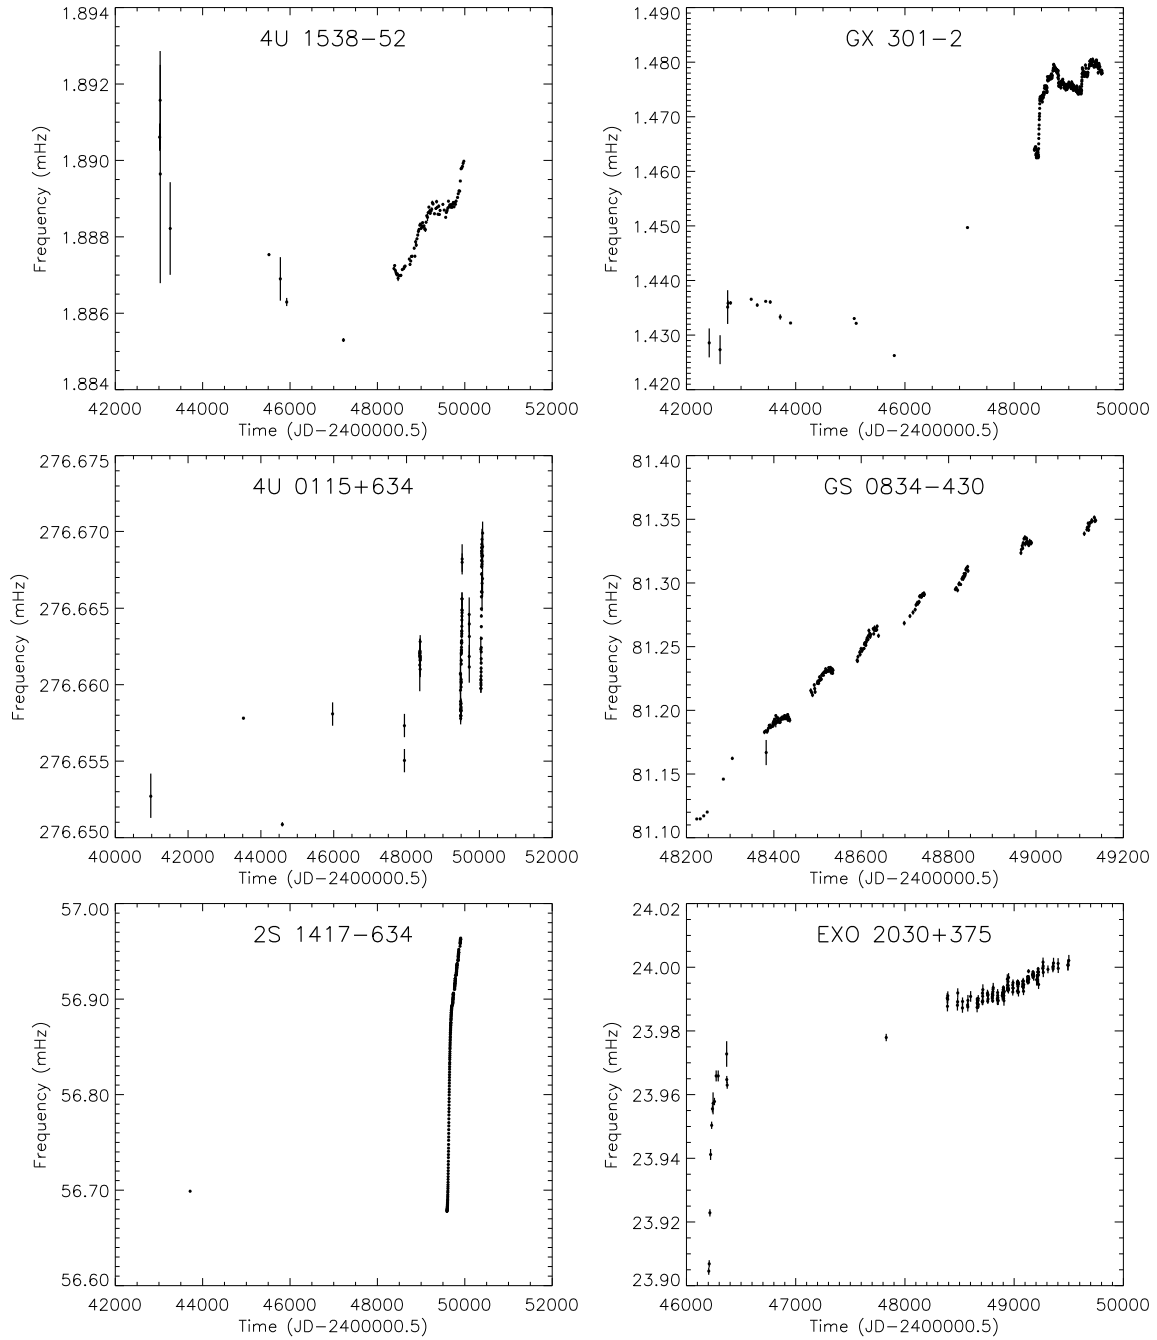 4U 1538−52
Frequency (mHz)
1.894
1.892
1.890
1.888
1.886
1.884
42000 44000 46000 48000 50000 52000
Time (JD−2400000.5)
GX 301−2
Frequency (mHz)
1.490
1.480
1.470
1.460
1.450
1.440
1.430
1.420
42000 44000 46000 48000 50000
Time (JD−2400000.5)
4U 0115+634
Frequency (mHz)
276.675
276.670
276.665
276.660
276.655
276.650
40000 42000 44000 46000 48000 50000 52000
Time (JD−2400000.5)
GS 0834−430
Frequency (mHz)
81.40
81.35
81.30
81.25
81.20
81.15
81.10
48200 48400 48600 48800 49000 49200
Time (JD−2400000.5)
2S 1417−634
Frequency (mHz)
57.00
56.90
56.80
56.70
56.60
42000 44000 46000 48000 50000 52000
Time (JD−2400000.5)
EXO 2030+375
Frequency (mHz)
24.02
24.00
23.98
23.96
23.94
23.92
23.90
46000 47000 48000 49000 50000
Time (JD−2400000.5)